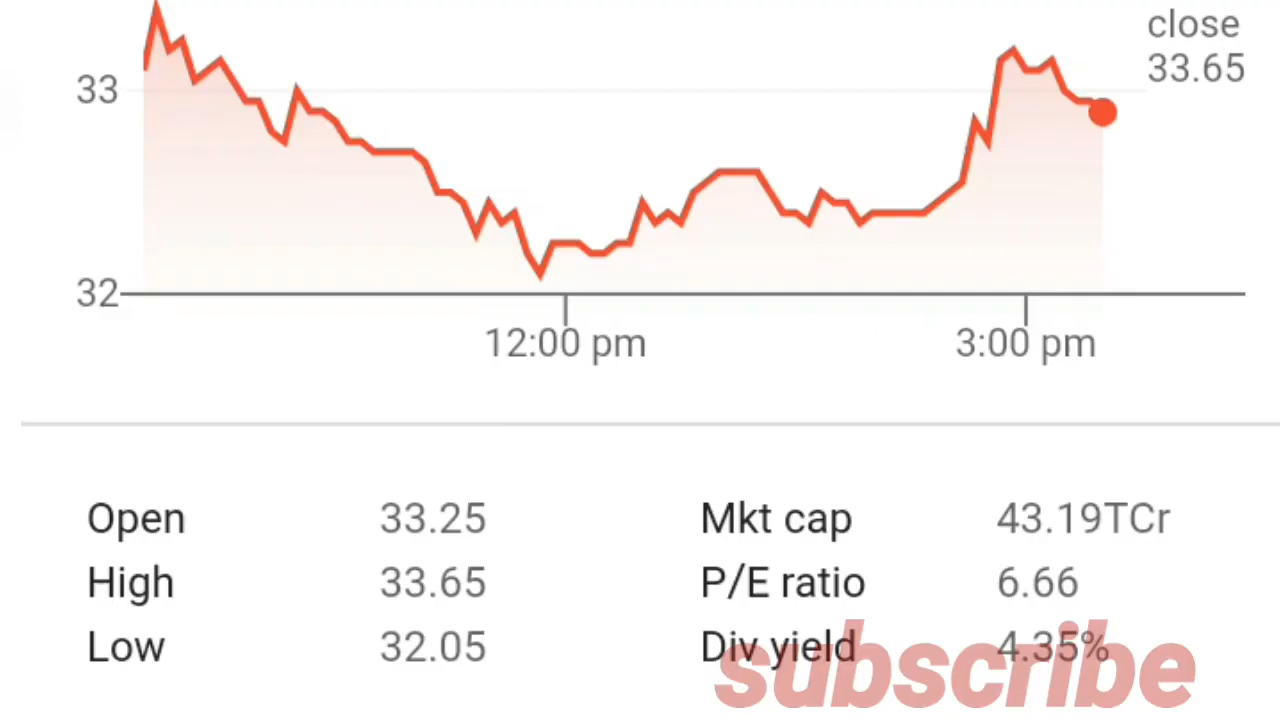 close
33.65
33
32
12:00 pm 3:00 pm
Open 33.25 Mkt cap 43.19TCr
High 33.65 P/E ratio 6.66
Low 32.05 Div yield 4.35%
subscribe